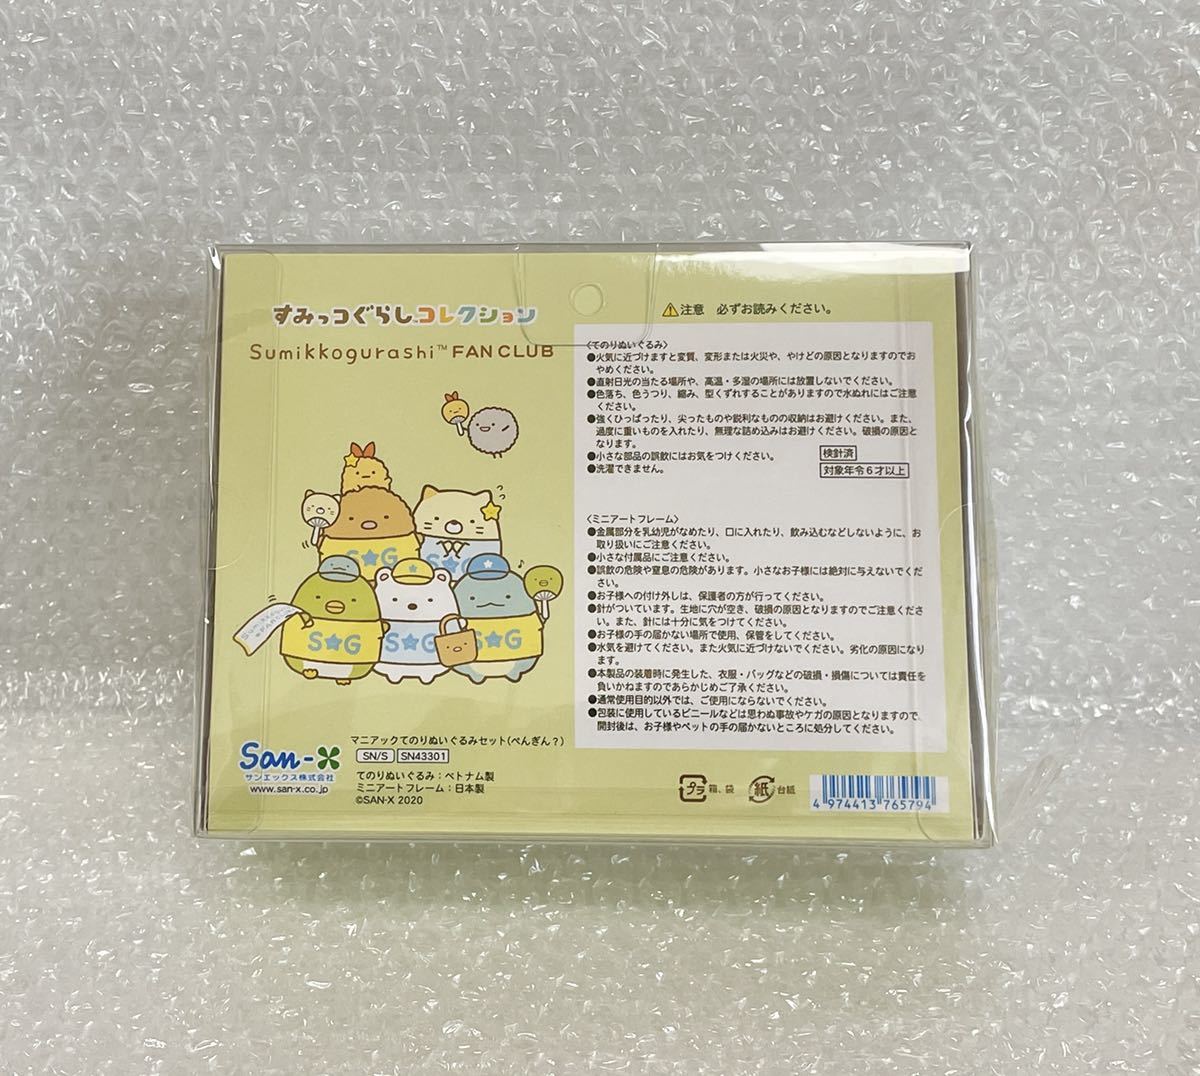 すみっコぐらしコレクション
Sumikkogurashi™ FAN CLUB
S★G
S★G
S★G
S★G
S★G
San-X
サンエックス株式会社
www.san-x.co.jp
マニアックてのりぬいぐるみセット(ぺんぎん?)
SN/S SN43301
てのりぬいぐるみ:ベトナム製
ミニアートフレーム:日本製
©SAN-X 2020
⚠注意 必ずお読みください。
〈てのりぬいぐるみ〉
●火気に近づけますと変質、変形または火災や、やけどの原因となりますのでお
やめください。
●直射日光の当たる場所や、高温・多湿の場所には放置しないでください。
●色落ち、色うつり、縮み、型くずれすることがありますので水ぬれにはご注意
ください。
●強くひっぱったり、尖ったものや鋭利なものの収納はお避けください。また、
過度に重いものを入れたり、無理な詰め込みはお避けください。破損の原因と
なります。
●小さな部品の誤飲にはお気をつけください。
●洗濯できません。
検針済
対象年令6才以上
〈ミニアートフレーム〉
●金属部分を乳幼児がなめたり、口に入れたり、飲み込むなどしないように、お
取り扱いにご注意ください。
●小さい付属品にご注意ください。
●誤飲の危険や窒息の危険があります。小さなお子様には絶対に与えないでくだ
さい。
●お子様への付け外しは、保護者の方が行ってください。
●針がついています。生地に穴が空き、破損の原因となりますのでご注意くださ
い。また、針には十分に気をつけてください。
●お子様の手の届かない場所で使用、保管をしてください。
●水気を避けてください。また火気に近づけないでください。劣化の原因になり
ます。
●本製品の装着時に発生した、衣服・バッグなどの破損・損傷については責任を
負いかねますのであらかじめご了承ください。
●通常使用目的以外では、ご使用にならないでください。
●包装に使用しているビニールなどは思わぬ事故やケガの原因となりますので、
開封後は、お子様やペットの手の届かないところに処分してください。
プラ 箱、袋 紙 台紙
4 974413 765794